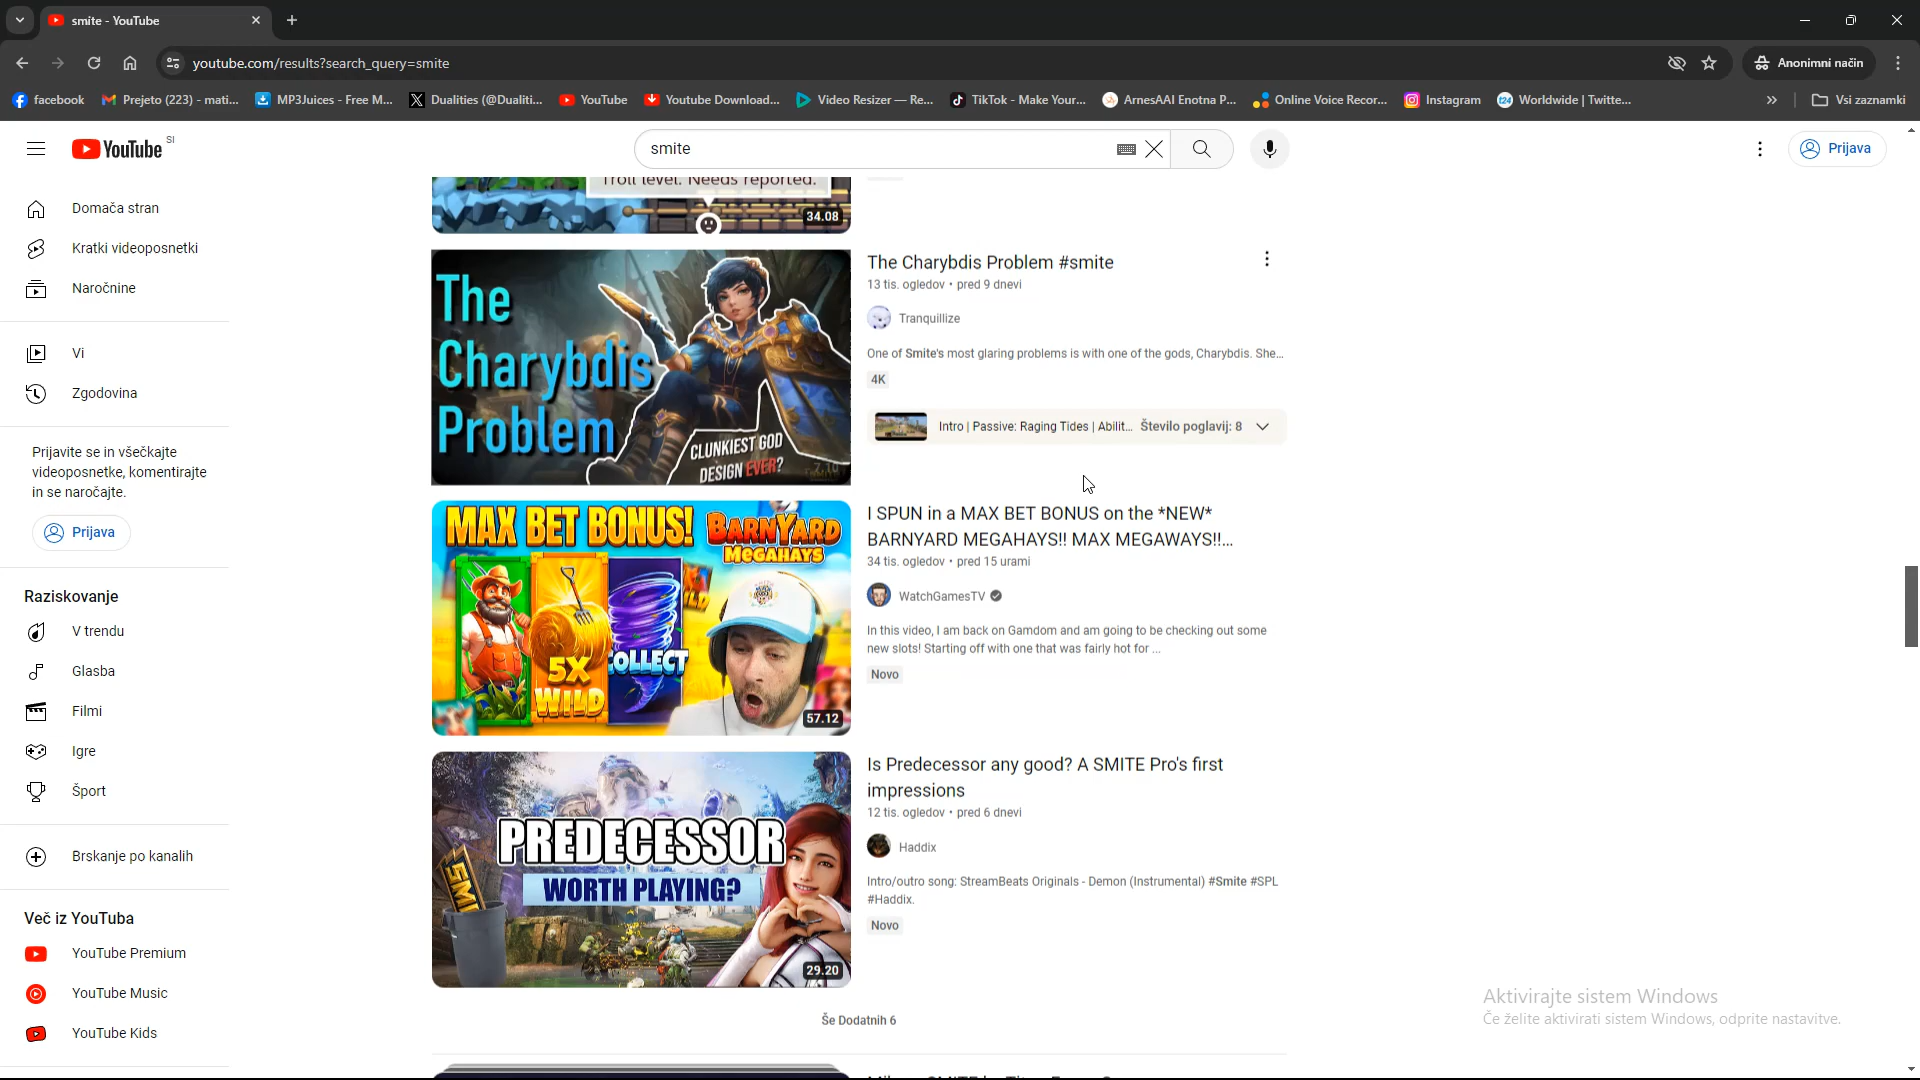 smite - YouTube
youtube.com/results?search_query=smite
Anonimni način
facebook
Prejeto (223) - mati...
MP3Juices - Free M...
Dualities (@Dualiti...
YouTube
Youtube Download...
Video Resizer — Re...
TikTok - Make Your...
ArnesAAI Enotna P...
Online Voice Recor...
Instagram
Worldwide | Twitte...
Vsi zaznamki
YouTube SI
smite
Prijava
Domača stran
Kratki videoposnetki
Naročnine
Vi
Zgodovina
Prijavite se in všečkajte
videoposnetke, komentirajte
in se naročajte.
Prijava
Raziskovanje
V trendu
Glasba
Filmi
Igre
Šport
Brskanje po kanalih
Več iz YouTuba
YouTube Premium
YouTube Music
YouTube Kids
Troll level. Needs reported.
34.08
The
Charybdis
Problem
CLUNKIEST GOD
DESIGN EVER?
7.10
The Charybdis Problem #smite
13 tis. ogledov • pred 9 dnevi
Tranquillize
One of Smite's most glaring problems is with one of the gods, Charybdis. She...
4K
Intro | Passive: Raging Tides | Abilit... Število poglavij: 8
MAX BET BONUS!
BARNYARD
MEGAHAYS
5X
WILD
COLLECT
57.12
I SPUN in a MAX BET BONUS on the *NEW*
BARNYARD MEGAHAYS!! MAX MEGAWAYS!!...
34 tis. ogledov • pred 15 urami
WatchGamesTV
In this video, I am back on Gamdom and am going to be checking out some
new slots! Starting off with one that was fairly hot for ...
Novo
PREDECESSOR
WORTH PLAYING?
SMI
29.20
Is Predecessor any good? A SMITE Pro's first
impressions
12 tis. ogledov • pred 6 dnevi
Haddix
Intro/outro song: StreamBeats Originals - Demon (Instrumental) #Smite #SPL
#Haddix.
Novo
Še Dodatnih 6
Aktivirajte sistem Windows
Če želite aktivirati sistem Windows, odprite nastavitve.